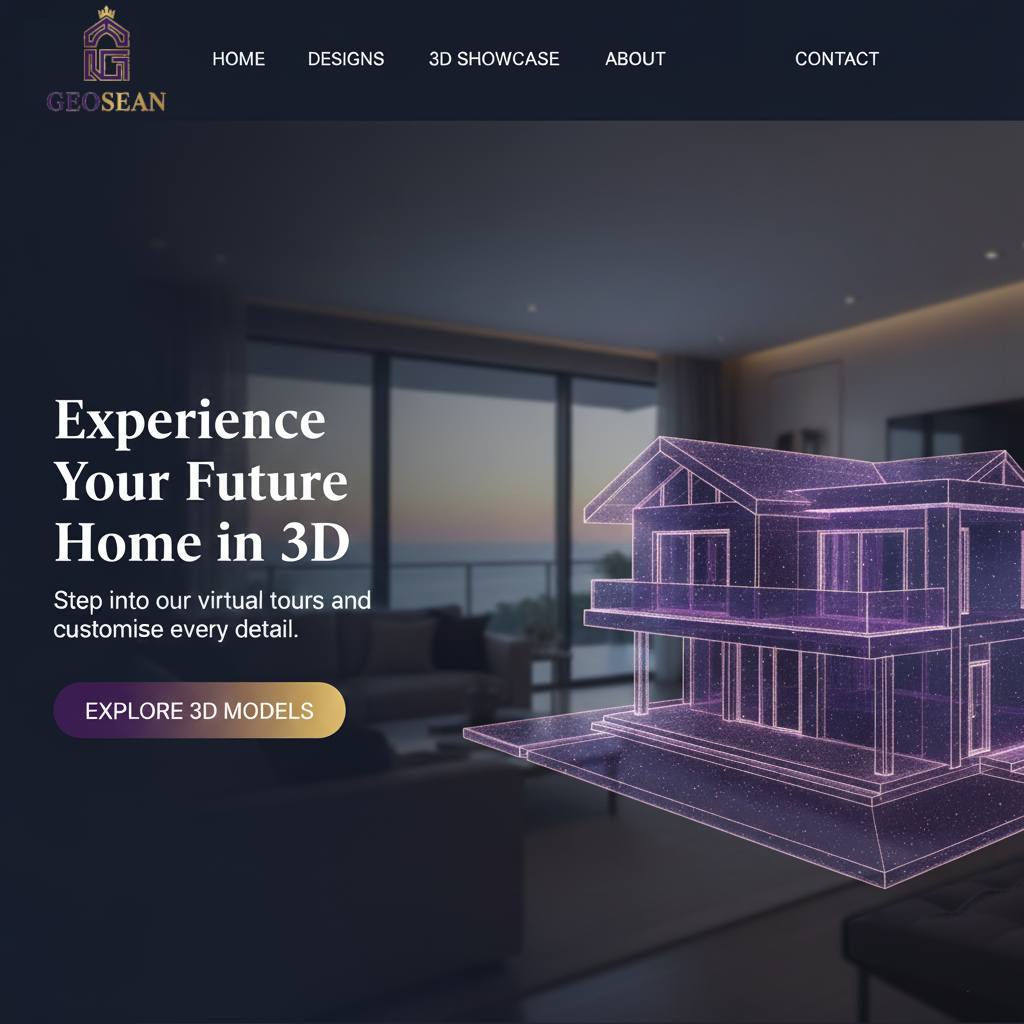 GEOSEAN
HOME DESIGNS 3D SHOWCASE ABOUT CONTACT
Experience
Your Future
Home in 3D
Step into our virtual tours and
customise every detail.
EXPLORE 3D MODELS